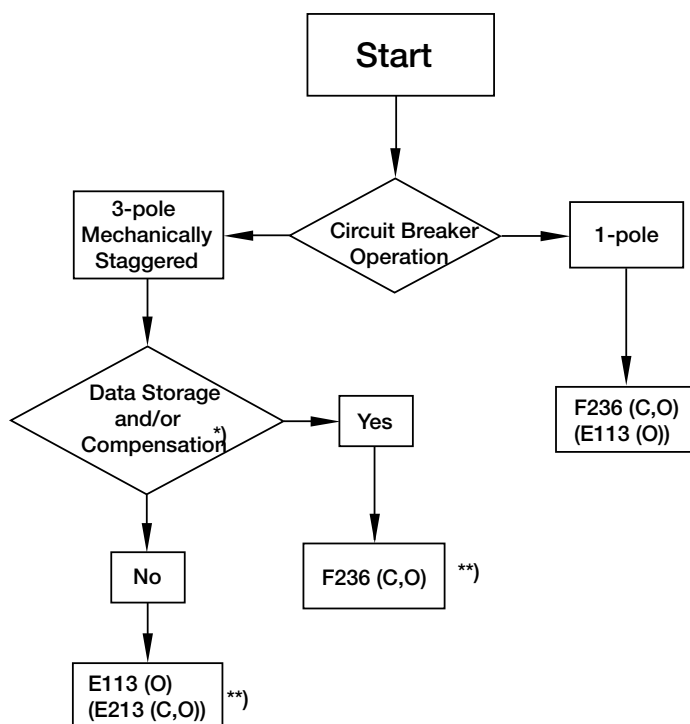 Start
3-pole
Mechanically
Staggered
Circuit Breaker
Operation
1-pole
Data Storage
and/or
Compensation*)
Yes
F236 (C,O)
(E113 (O))
No
F236 (C,O) **)
E113 (O)
(E213 (C,O)) **)